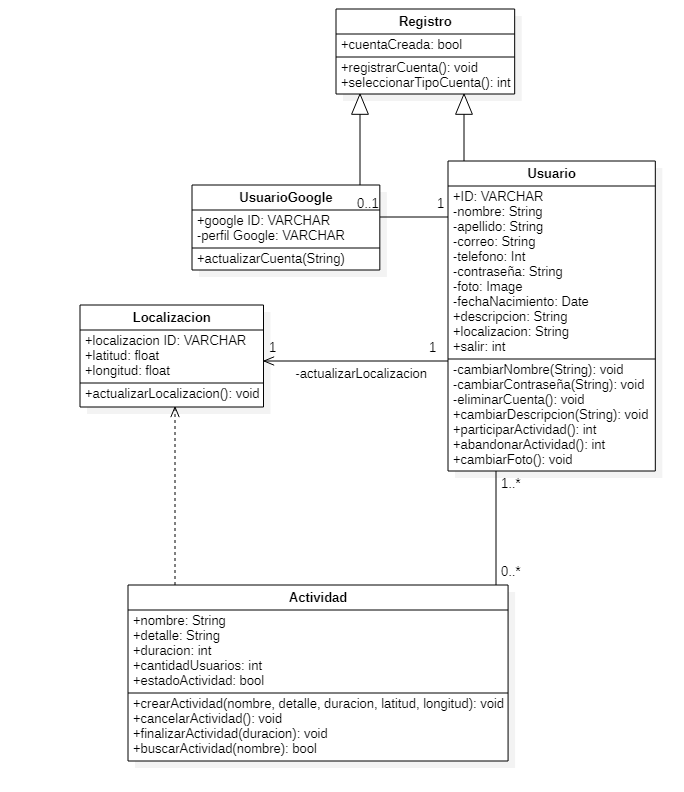 Registro
+cuentaCreada: bool
+registrarCuenta(): void
+seleccionarTipoCuenta(): int
UsuarioGoogle
+google ID: VARCHAR
-perfil Google: VARCHAR
+actualizarCuenta(String)
0..1
1
Usuario
+ID: VARCHAR
-nombre: String
-apellido: String
-correo: String
-telefono: Int
-contraseña: String
-foto: Image
-fechaNacimiento: Date
+descripcion: String
+localizacion: String
+salir: int
-cambiarNombre(String): void
-cambiarContraseña(String): void
-eliminarCuenta(): void
+cambiarDescripcion(String): void
+participarActividad(): int
+abandonarActividad(): int
+cambiarFoto(): void
Localizacion
+localizacion ID: VARCHAR
+latitud: float
+longitud: float
+actualizarLocalizacion(): void
1
1
-actualizarLocalizacion
1..*
0..*
Actividad
+nombre: String
+detalle: String
+duracion: int
+cantidadUsuarios: int
+estadoActividad: bool
+crearActividad(nombre, detalle, duracion, latitud, longitud): void
+cancelarActividad(): void
+finalizarActividad(duracion): void
+buscarActividad(nombre): bool